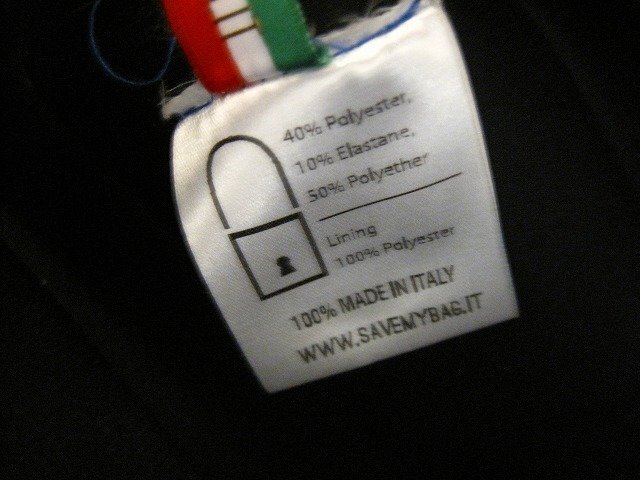 40% Polyester,
10% Elastane,
50% Polyether
Lining
100% Polyester
100% MADE IN ITALY
WWW.SAVEMYBAG.IT